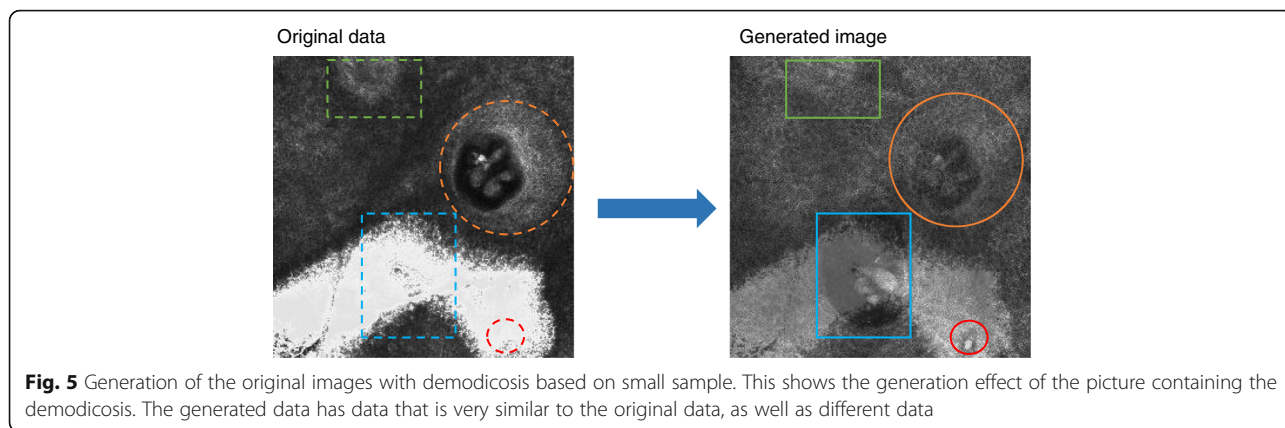 Original data
Generated image
Fig. 5 Generation of the original images with demodicosis based on small sample. This shows the generation effect of the picture containing the
demodicosis. The generated data has data that is very similar to the original data, as well as different data